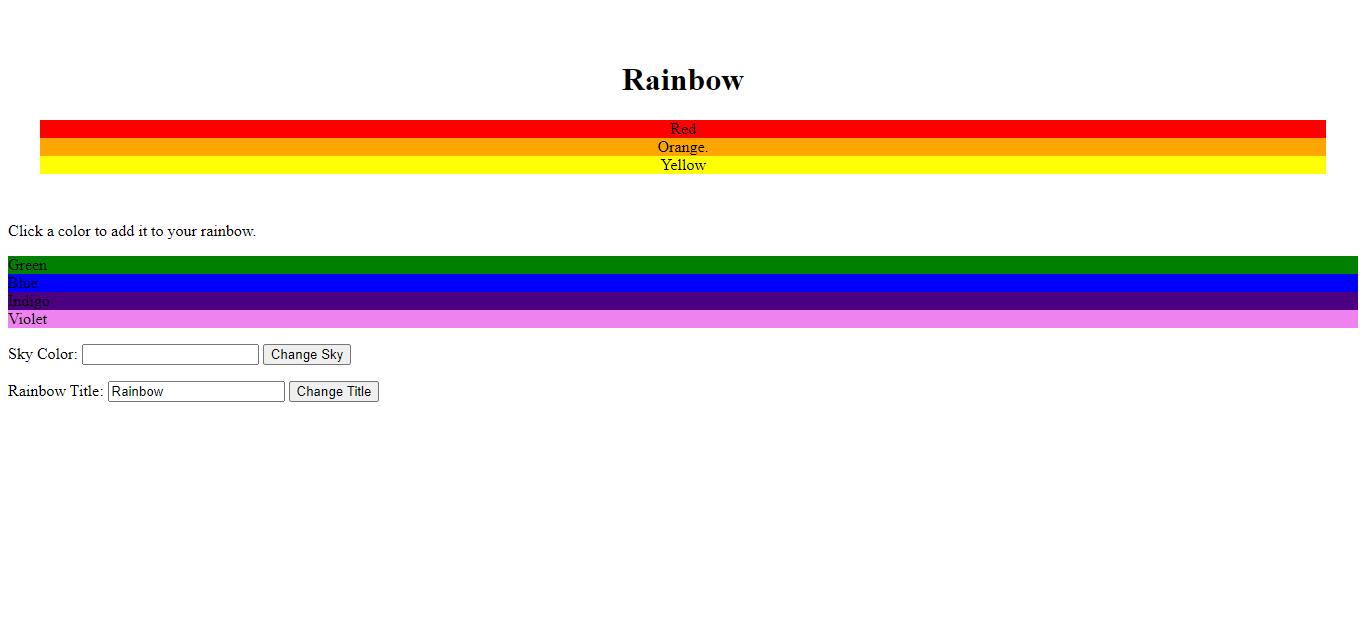 Rainbow
Red
Orange.
Yellow
Click a color to add it to your rainbow.
Green
Blue
Indigo
Violet
Sky Color: Change Sky
Rainbow Title: Rainbow Change Title